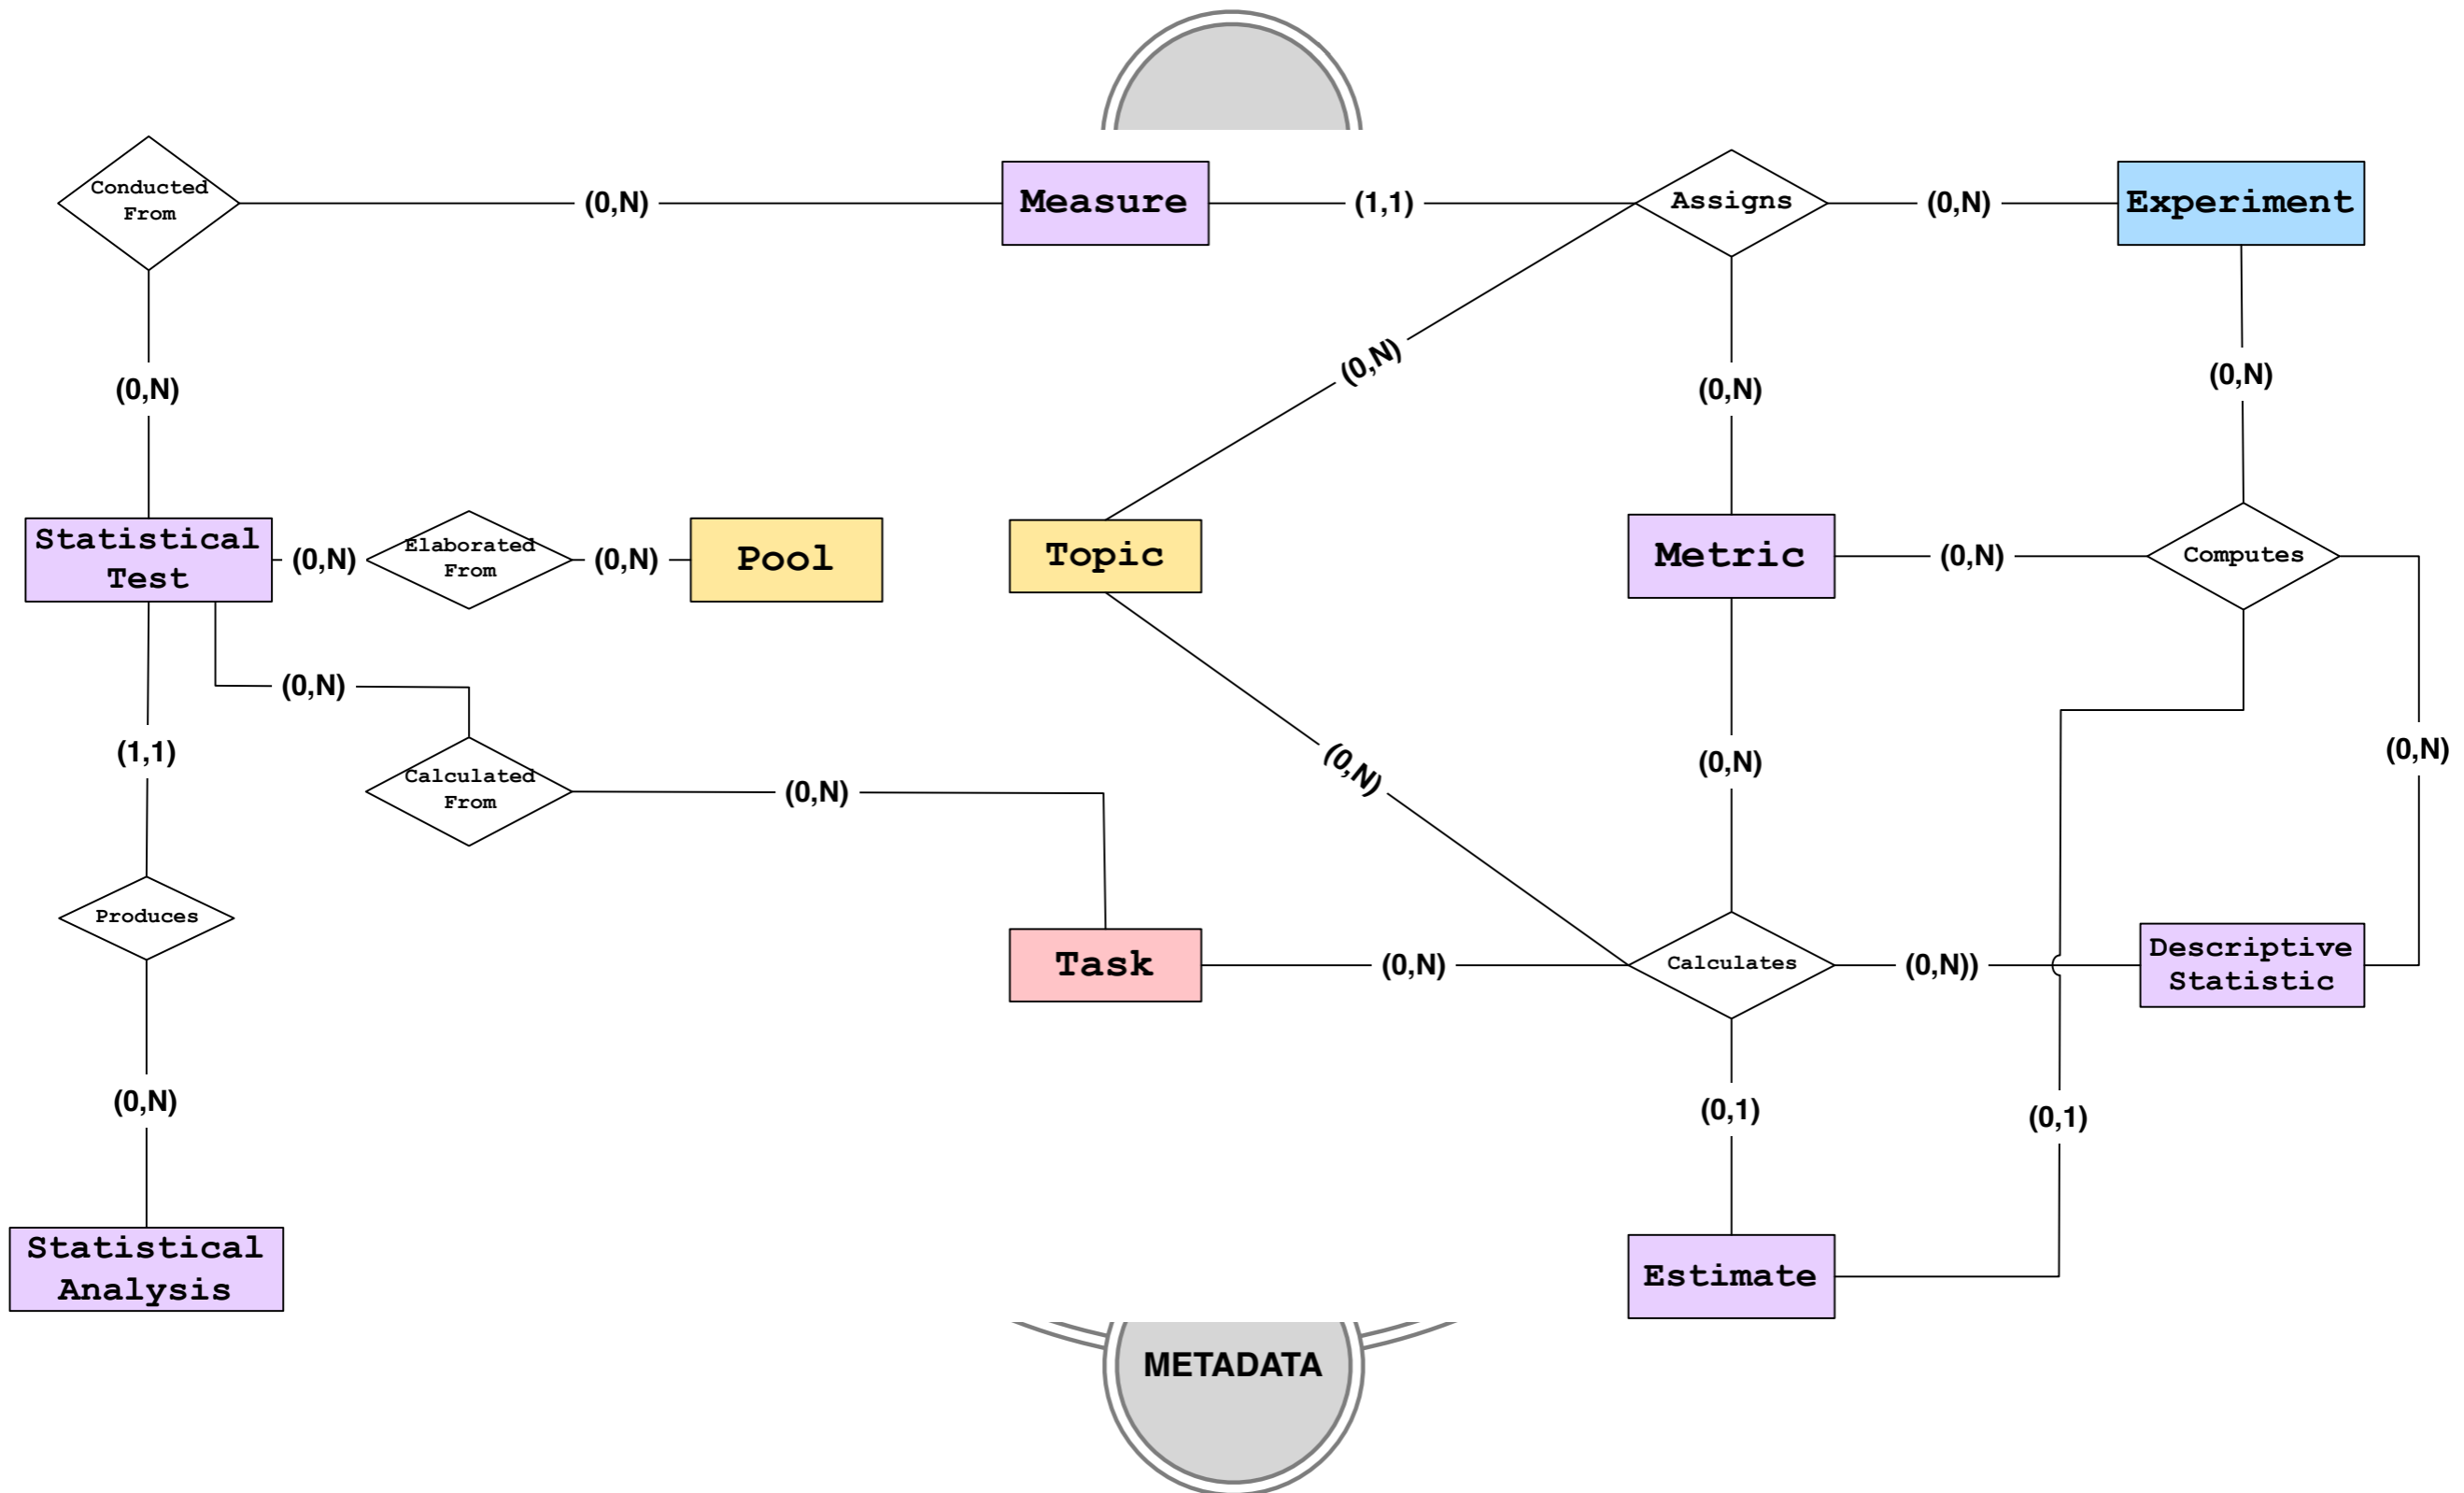 Conducted
From
(0,N)
Measure
(1,1)
Assigns
(0,N)
Experiment
(0,N)
(0,N)
(0,N)
(0,N)
Statistical
Test
(0,N)
Elaborated
From
(0,N)
Pool
Topic
Metric
(0,N)
Computes
(0,N)
(1,1)
Calculated
From
(0,N)
(0,N)
(0,N)
(0,N)
Produces
Task
(0,N)
Calculates
(0,N))
Descriptive
Statistic
(0,N)
(0,1)
(0,1)
Statistical
Analysis
Estimate
METADATA